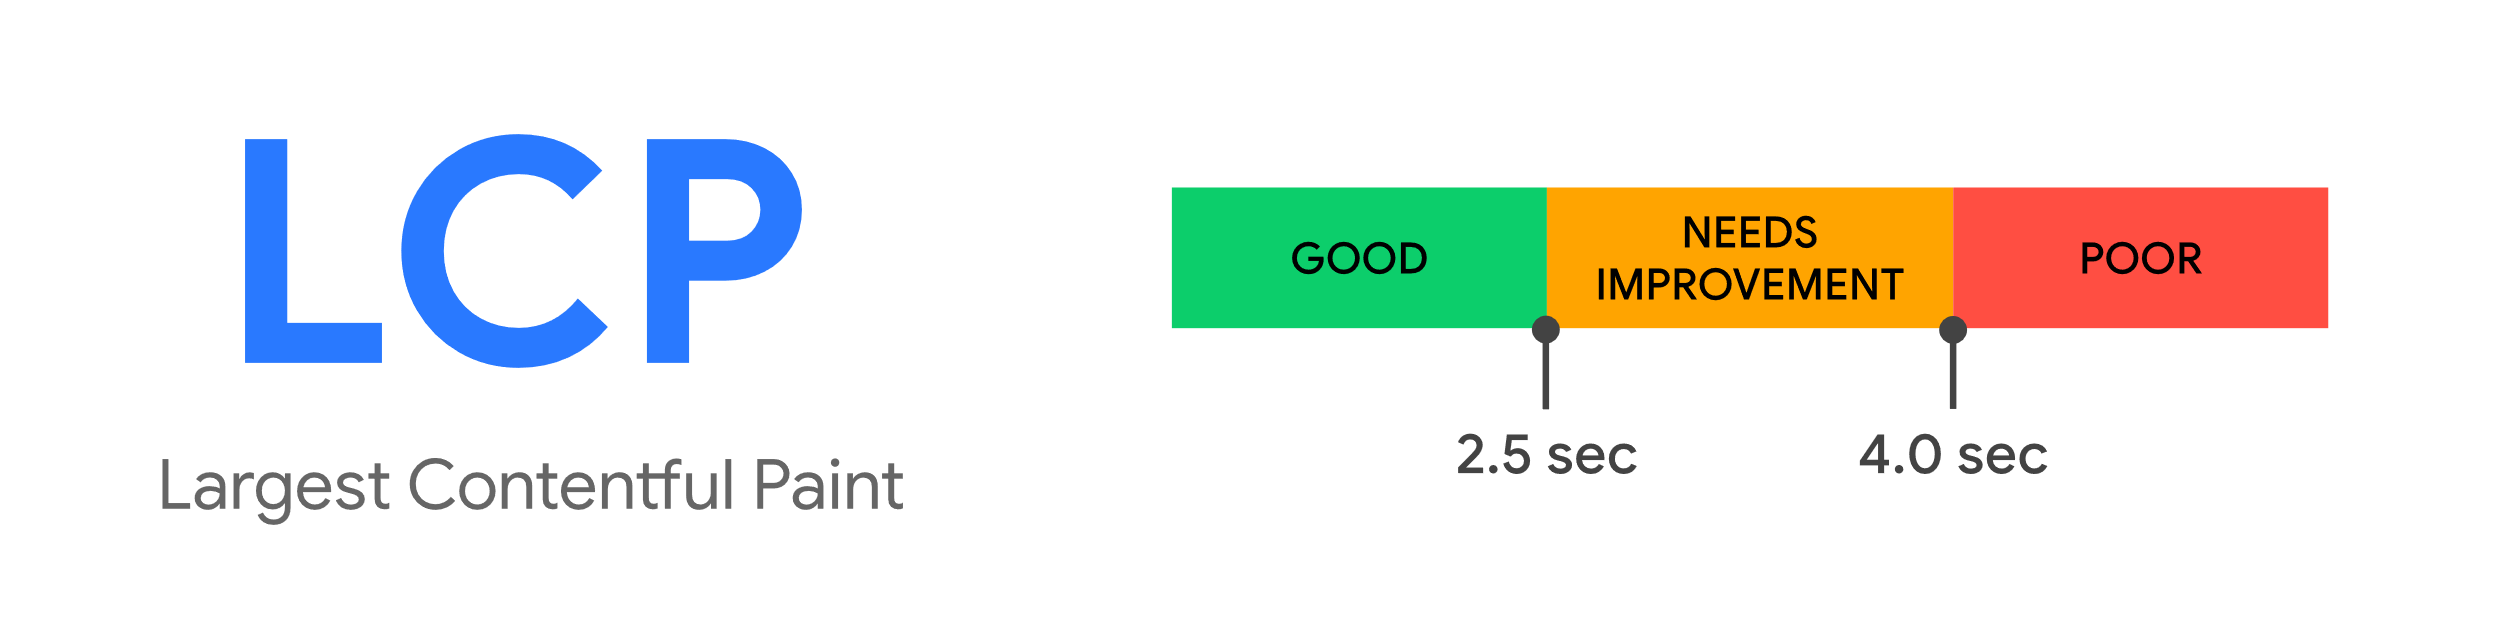 LCP
Largest Contentful Paint
GOOD
NEEDS
IMPROVEMENT
POOR
2.5 sec
4.0 sec